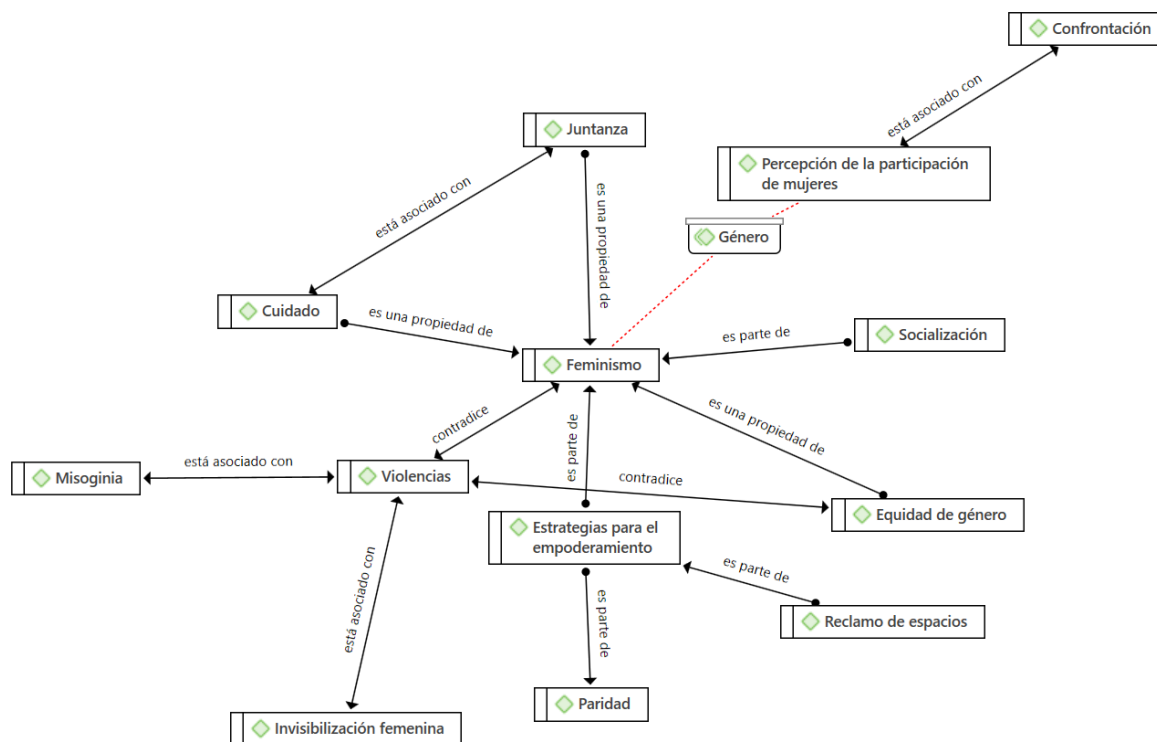 Confrontación
está asociado con
Juntanza
Percepción de la participación
de mujeres
está asociado con
es una propiedad de
Género
Cuidado
es una propiedad de
es parte de
Socialización
Feminismo
contradice
es parte de
es una propiedad de
está asociado con
Misoginia
Violencias
contradice
Equidad de género
Estrategias para el
empoderamiento
está asociado con
es parte de
es parte de
Reclamo de espacios
Paridad
Invisibilización femenina